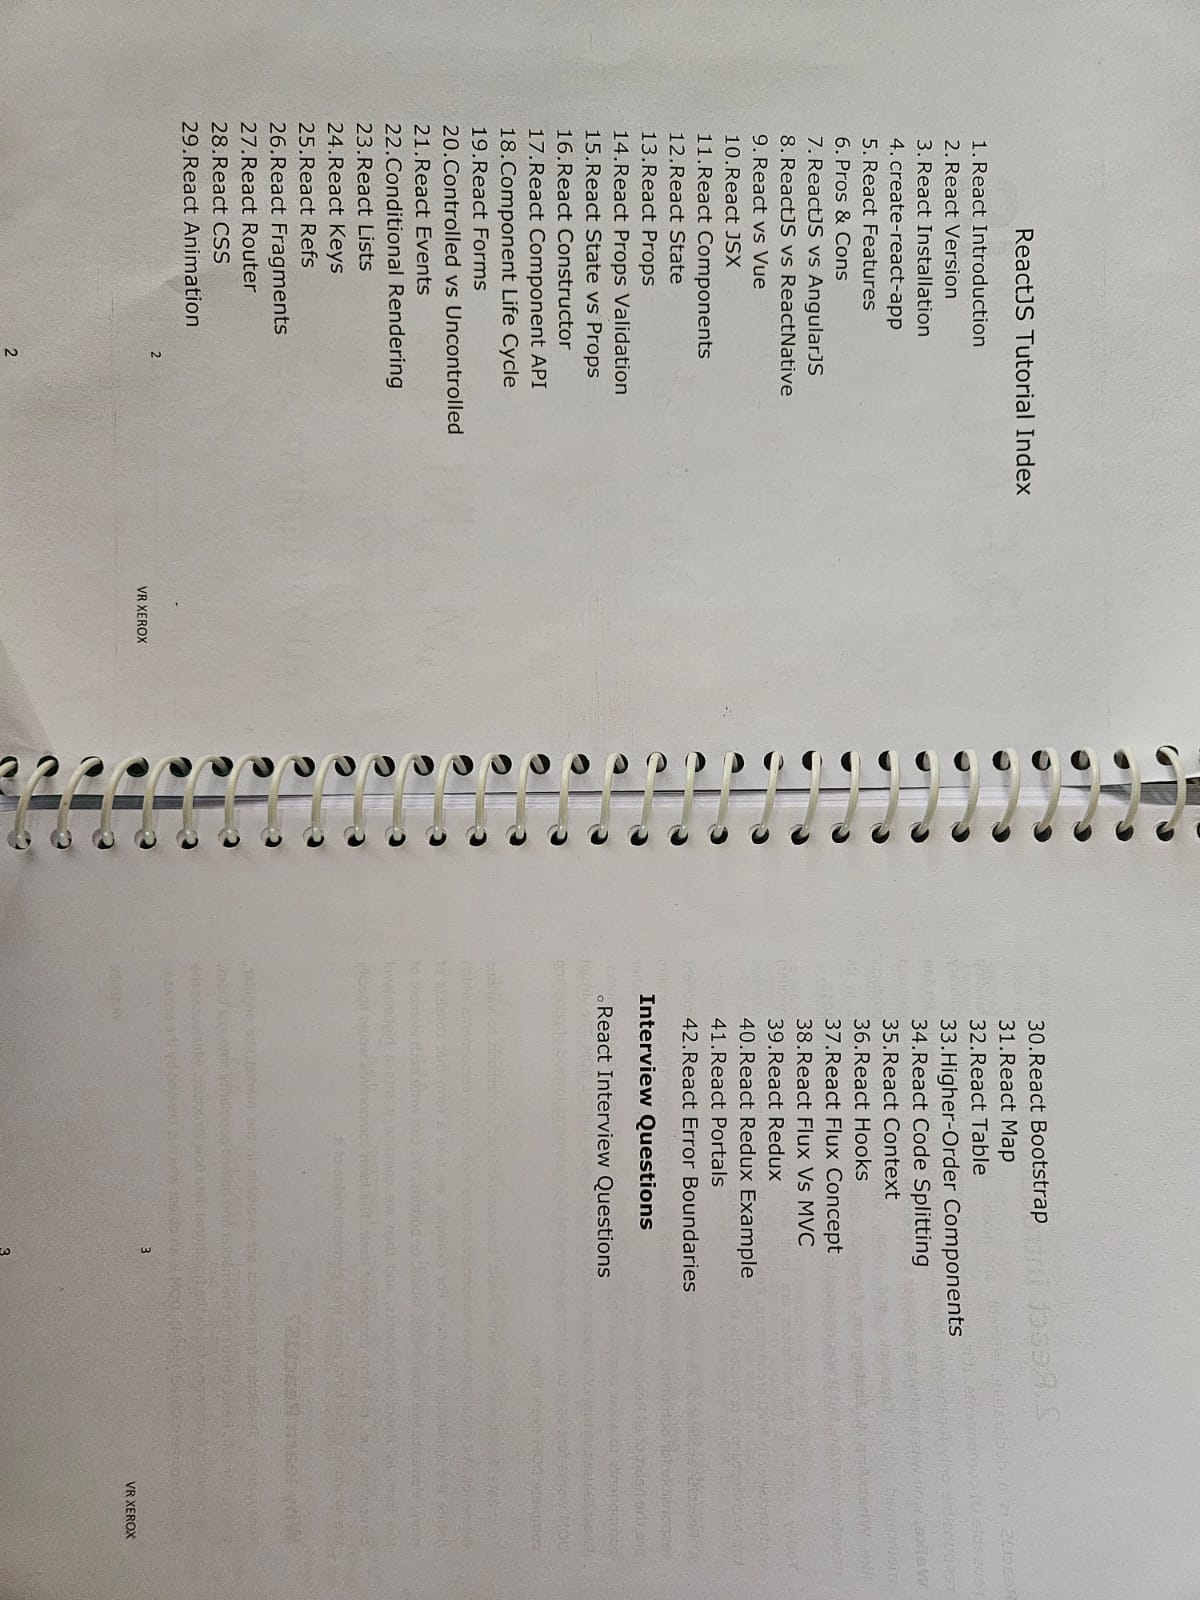 ReactJS Tutorial Index
1. React Introduction
2. React Version
3. React Installation
4. create-react-app
5. React Features
6. Pros & Cons
7. ReactJS vs AngularJS
8. ReactJS vs ReactNative
9. React vs Vue
10.React JSX
11.React Components
12.React State
13.React Props
14.React Props Validation
15.React State vs Props
16.React Constructor
17.React Component API
18.Component Life Cycle
19.React Forms
20.Controlled vs Uncontrolled
21.React Events
22.Conditional Rendering
23.React Lists
24.React Keys
25.React Refs
26.React Fragments
27.React Router
28.React CSS
29.React Animation
2
VR XEROX
2
30.React Bootstrap
31.React Map
32.React Table
33.Higher-Order Components
34.React Code Splitting
35.React Context
36.React Hooks
37.React Flux Concept
38.React Flux Vs MVC
39.React Redux
40.React Redux Example
41.React Portals
42.React Error Boundaries
Interview Questions
○ React Interview Questions
3
VR XEROX
3